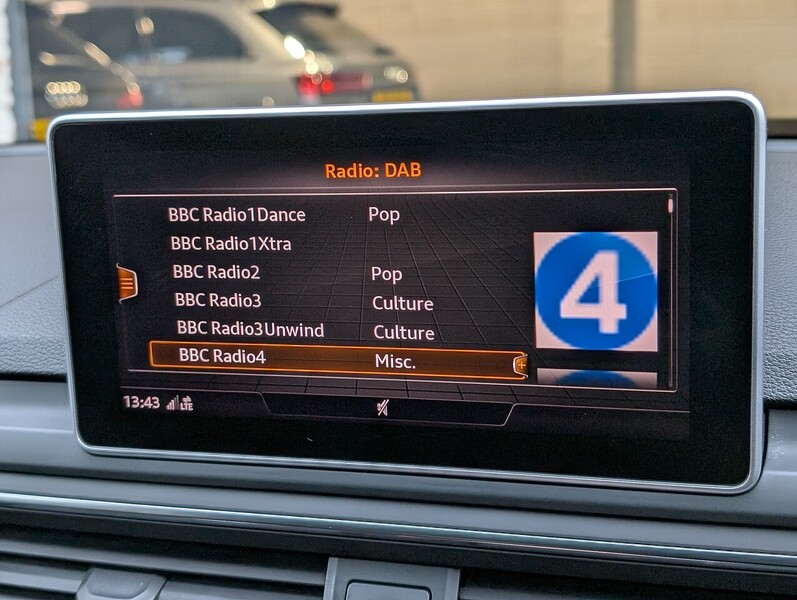 Radio: DAB
BBC Radio1Dance Pop
BBC Radio1Xtra
BBC Radio2 Pop
BBC Radio3 Culture
BBC Radio3Unwind Culture
BBC Radio4 Misc.
4
13:43 LTE